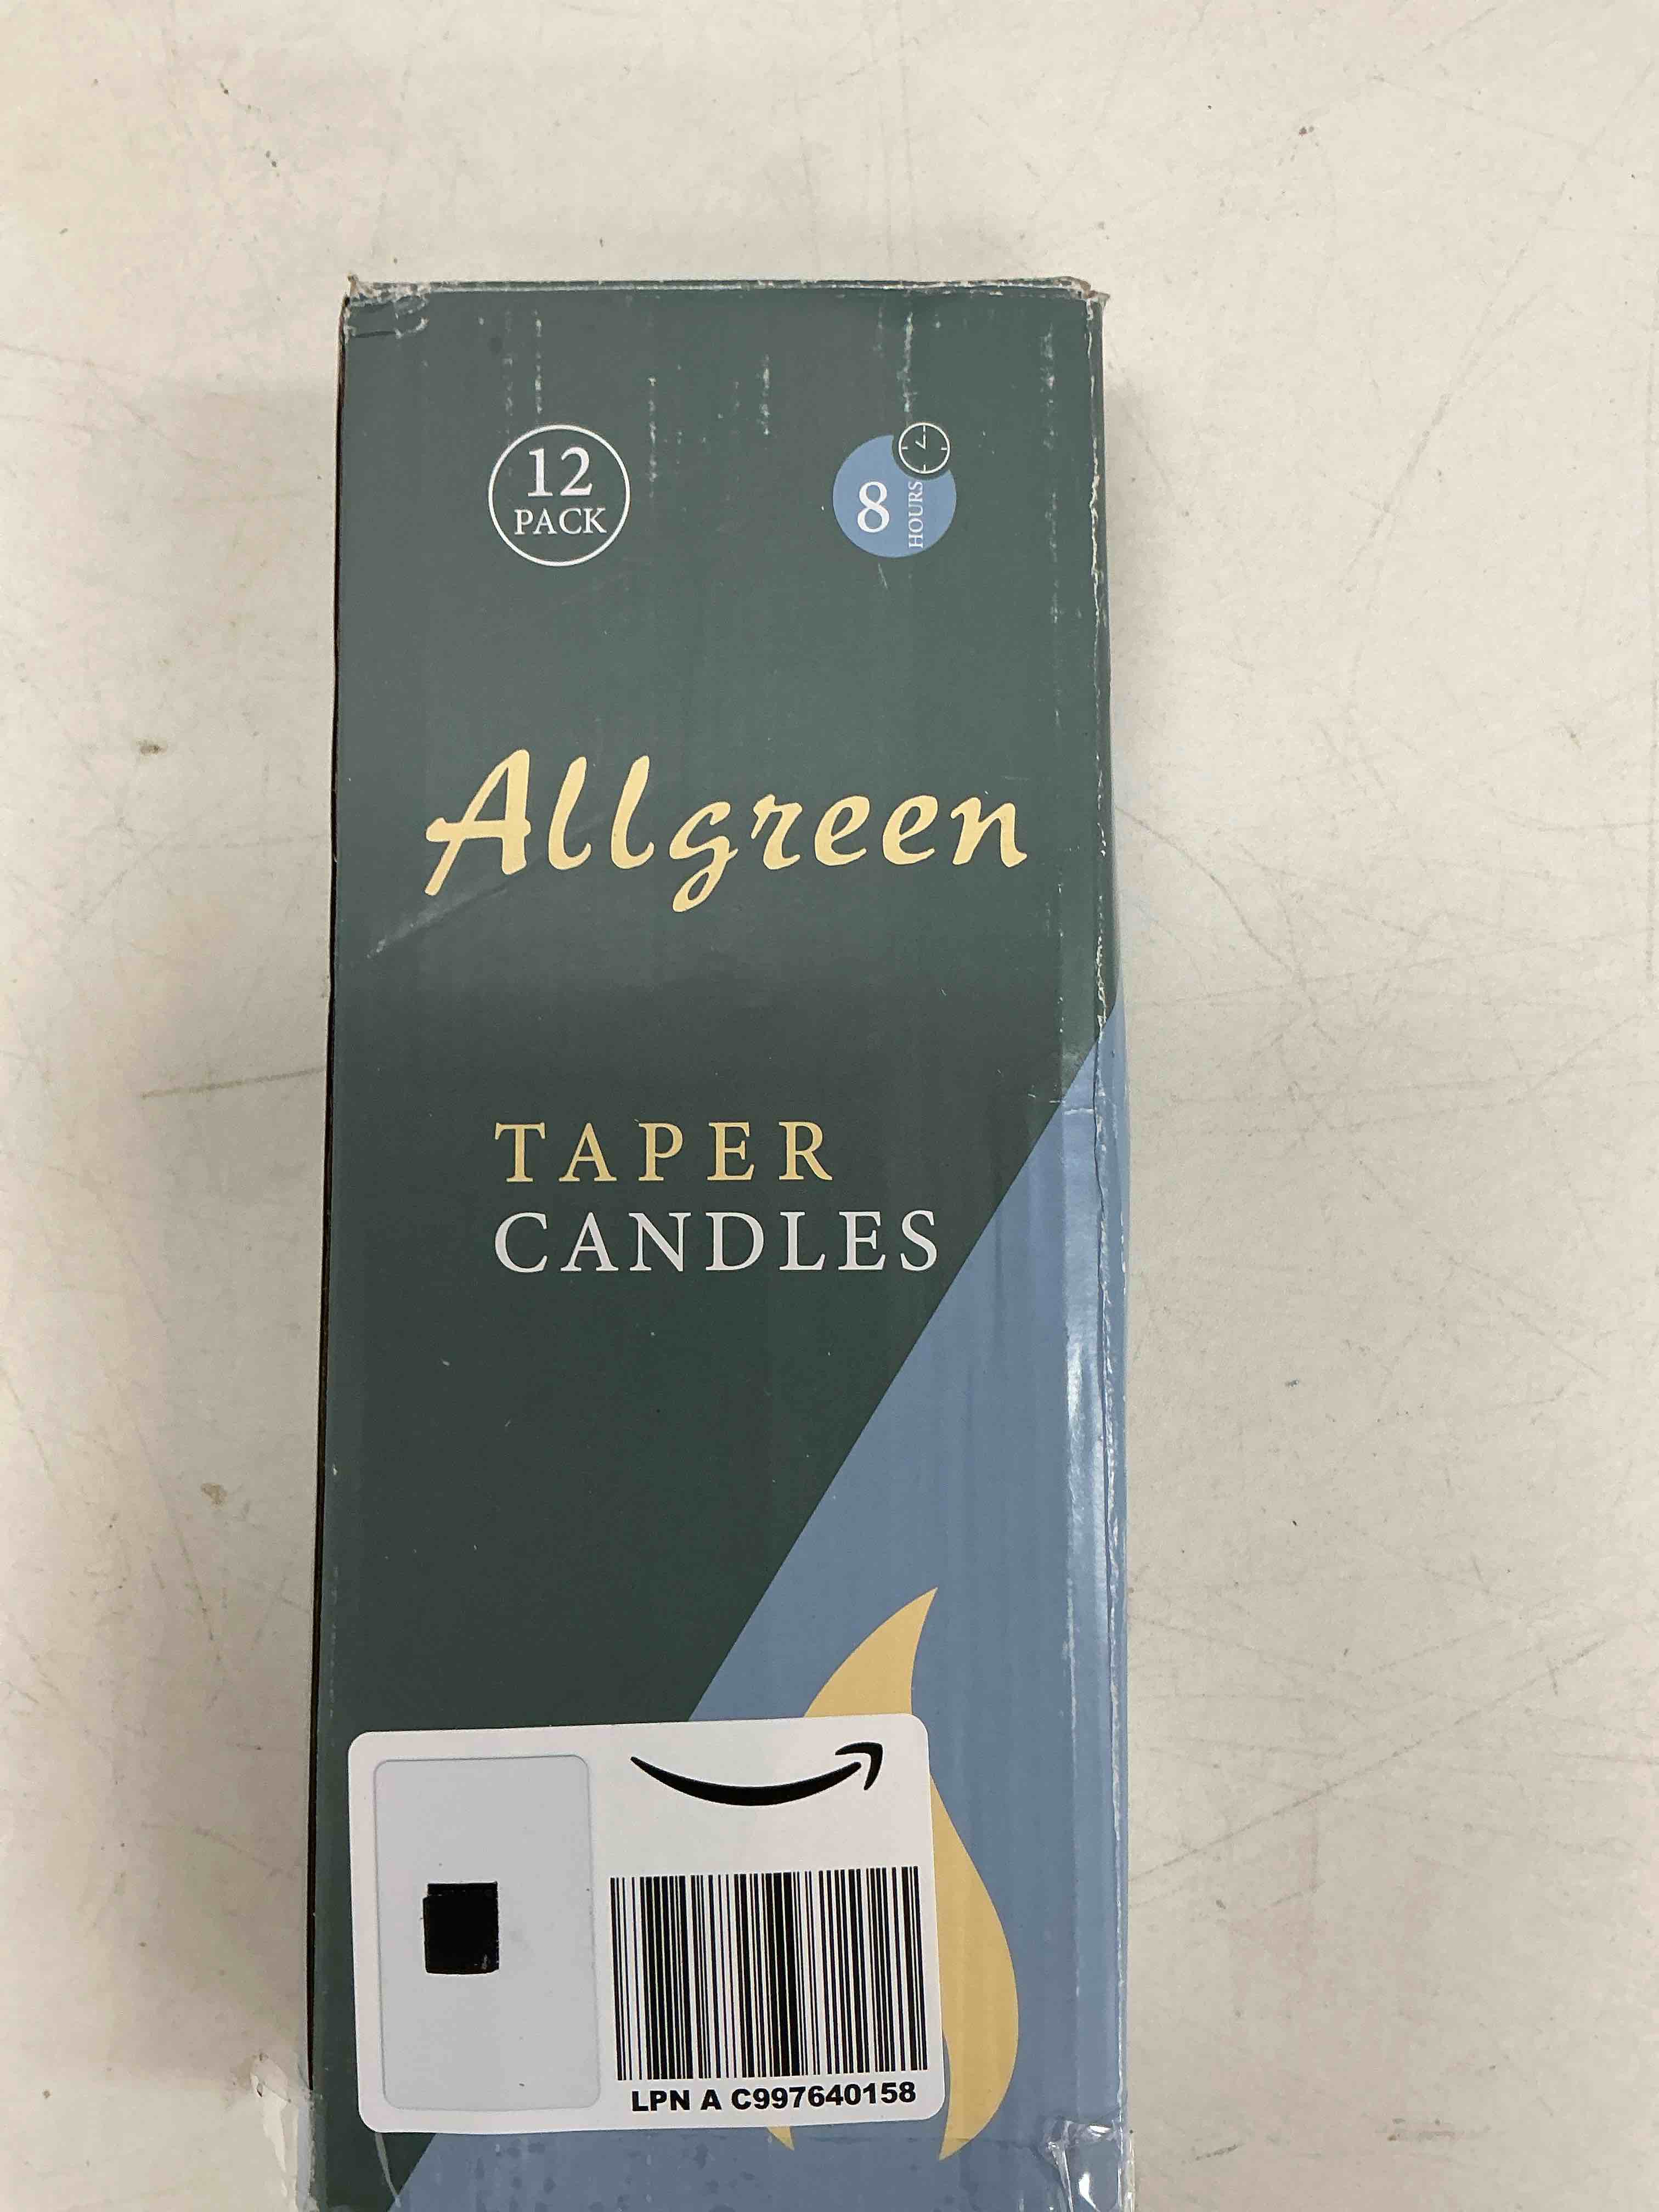 12
PACK
8
HOURS
Allgreen
TAPER
CANDLES
LPN A C997640158